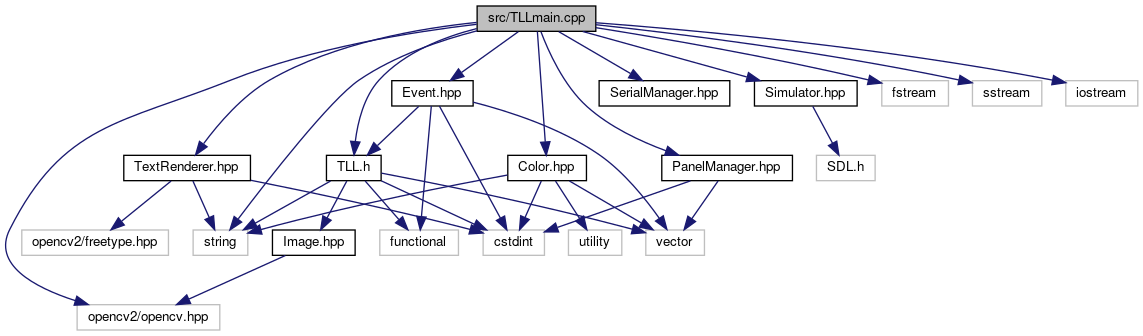 src/TLLmain.cpp
Event.hpp
SerialManager.hpp
Simulator.hpp
fstream
sstream
iostream
TextRenderer.hpp
TLL.h
Color.hpp
PanelManager.hpp
SDL.h
opencv2/freetype.hpp
string
Image.hpp
functional
cstdint
utility
vector
opencv2/opencv.hpp